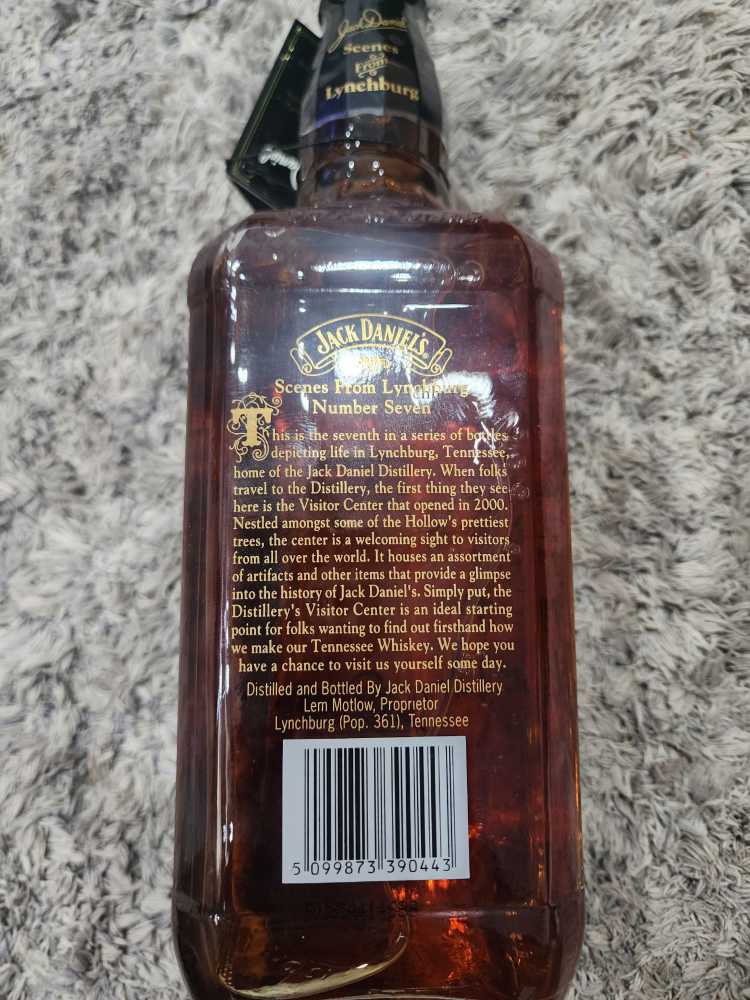 Jack Daniel
Scenes
From
Lynchburg
JACK DANIEL'S
Scenes From Lynchburg
Number Seven
This is the seventh in a series of bottles
depicting life in Lynchburg, Tennessee,
home of the Jack Daniel Distillery. When folks
travel to the Distillery, the first thing they see
here is the Visitor Center that opened in 2000.
Nestled amongst some of the Hollow's prettiest
trees, the center is a welcoming sight to visitors
from all over the world. It houses an assortment
of artifacts and other items that provide a glimpse
into the history of Jack Daniel's. Simply put, the
Distillery's Visitor Center is an ideal starting
point for folks wanting to find out firsthand how
we make our Tennessee Whiskey. We hope you
have a chance to visit us yourself some day.
Distilled and Bottled By Jack Daniel Distillery
Lem Motlow, Proprietor
Lynchburg (Pop. 361), Tennessee
5 099873 390443